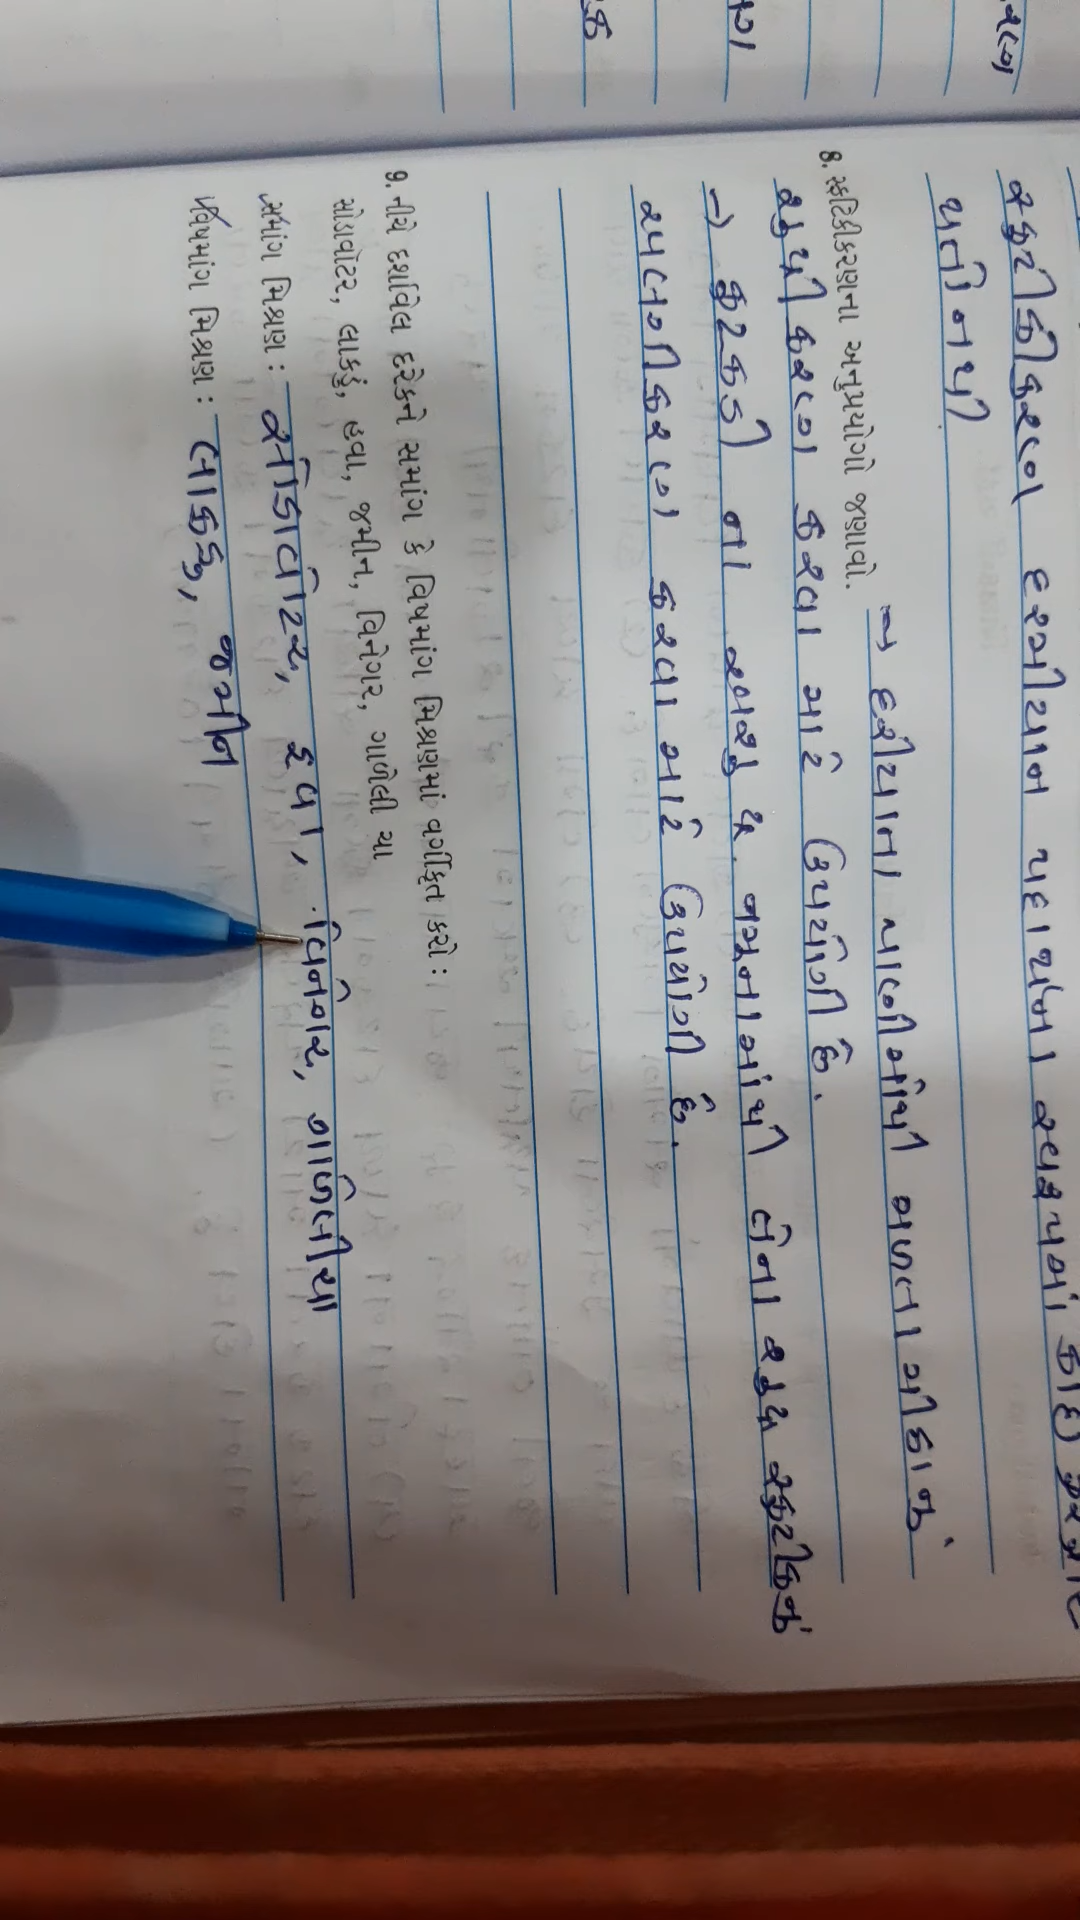 સ્ફટીકીકરણ દરમીયાન પદાર્થના સ્વરૂપમાં કોઈ ફેરફાર
થતો નથી
8. સ્ફટિકીકરણના અનુપ્રયોગો જણાવો. → દરીયાના પાણીમાંથી મળતા મીઠાનું
શુધ્ધીકરણ કરવા માટે ઉપયોગી છે.
→ ફટકડી ના અશુધ્ધ નમૂનામાંથી તેના શુધ્ધ સ્ફટીકનું
અલગીકરણ કરવા માટે ઉપયોગી છે.
9. નીચે દર્શાવેલ દરેકને સમાંગ કે વિષમાંગ મિશ્રણમાં વર્ગીકૃત કરો :
સોડાવૉટર, લાકડું, હવા, જમીન, વિનેગર, ગાળેલી ચા
સમાંગ મિશ્રણ : સોડાવોટર, હવા, વિનેગર, ગાળેલીચા
વિષમાંગ મિશ્રણ : લાકડું, જમીન